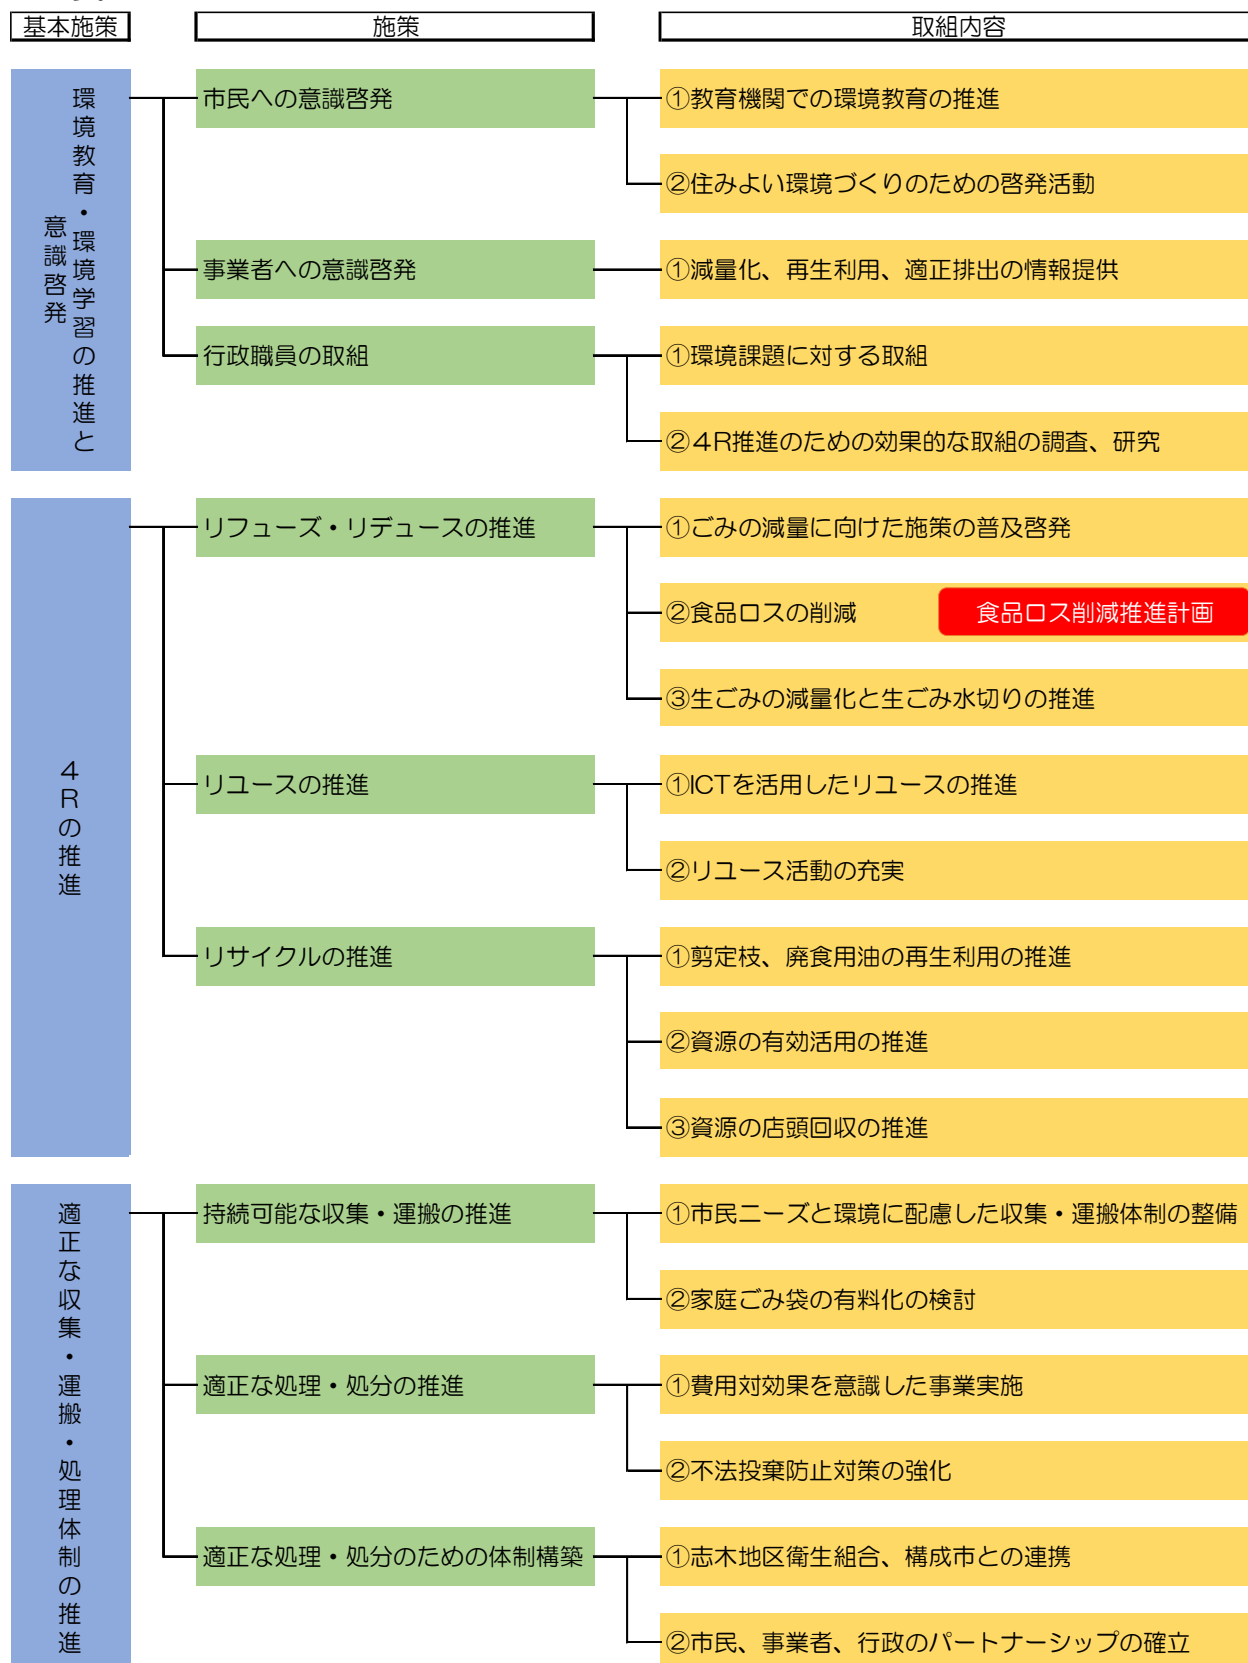 基本施策
施策
取組内容
環境教育・環境学習の推進と
意識啓発
市民への意識啓発
①教育機関での環境教育の推進
②住みよい環境づくりのための啓発活動
事業者への意識啓発
①減量化、再生利用、適正排出の情報提供
行政職員の取組
①環境課題に対する取組
②４R推進のための効果的な取組の調査、研究
４Rの推進
リフューズ・リデュースの推進
①ごみの減量に向けた施策の普及啓発
②食品ロスの削減
食品ロス削減推進計画
③生ごみの減量化と生ごみ水切りの推進
リユースの推進
①ICTを活用したリユースの推進
②リユース活動の充実
リサイクルの推進
①剪定枝、廃食用油の再生利用の推進
②資源の有効活用の推進
③資源の店頭回収の推進
適正な収集・運搬・処理体制の推進
持続可能な収集・運搬の推進
①市民ニーズと環境に配慮した収集・運搬体制の整備
②家庭ごみ袋の有料化の検討
適正な処理・処分の推進
①費用対効果を意識した事業実施
②不法投棄防止対策の強化
適正な処理・処分のための体制構築
①志木地区衛生組合、構成市との連携
②市民、事業者、行政のパートナーシップの確立